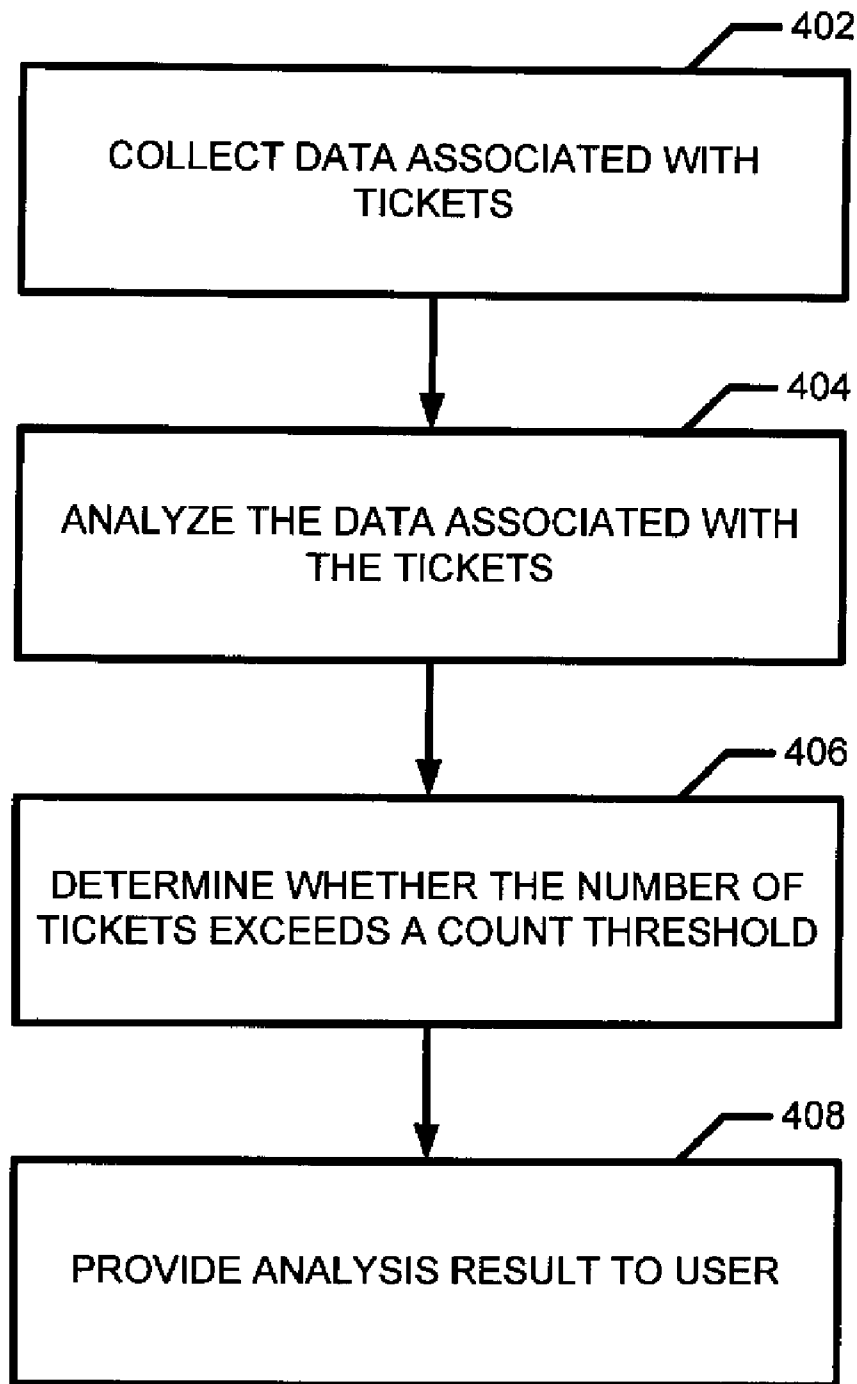 402
COLLECT DATA ASSOCIATED WITH
TICKETS
404
ANALYZE THE DATA ASSOCIATED WITH
THE TICKETS
406
DETERMINE WHETHER THE NUMBER OF
TICKETS EXCEEDS A COUNT THRESHOLD
408
PROVIDE ANALYSIS RESULT TO USER